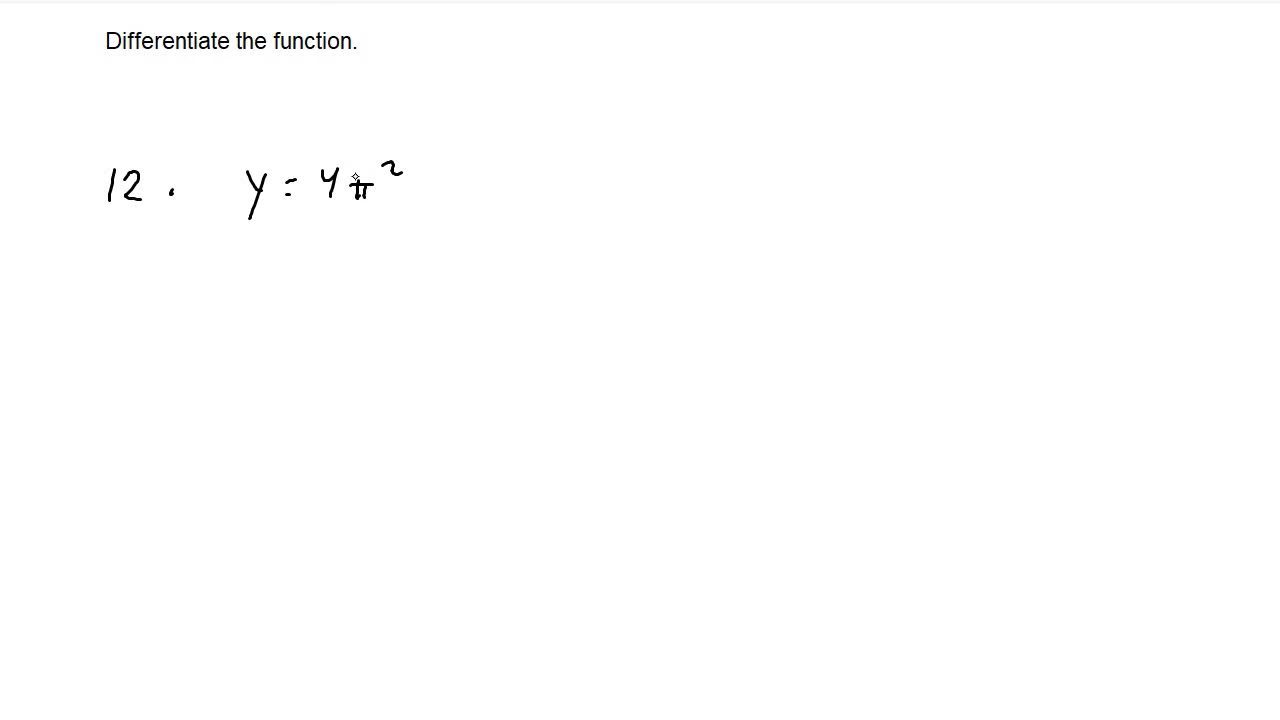 Differentiate the function.
12. y = 4π²